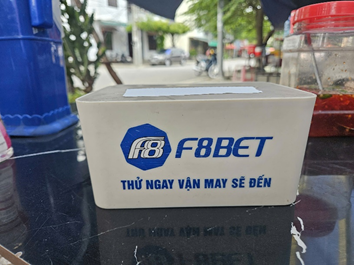 F8 F8BET
THỬ NGAY VẬN MAY SẼ ĐẾN